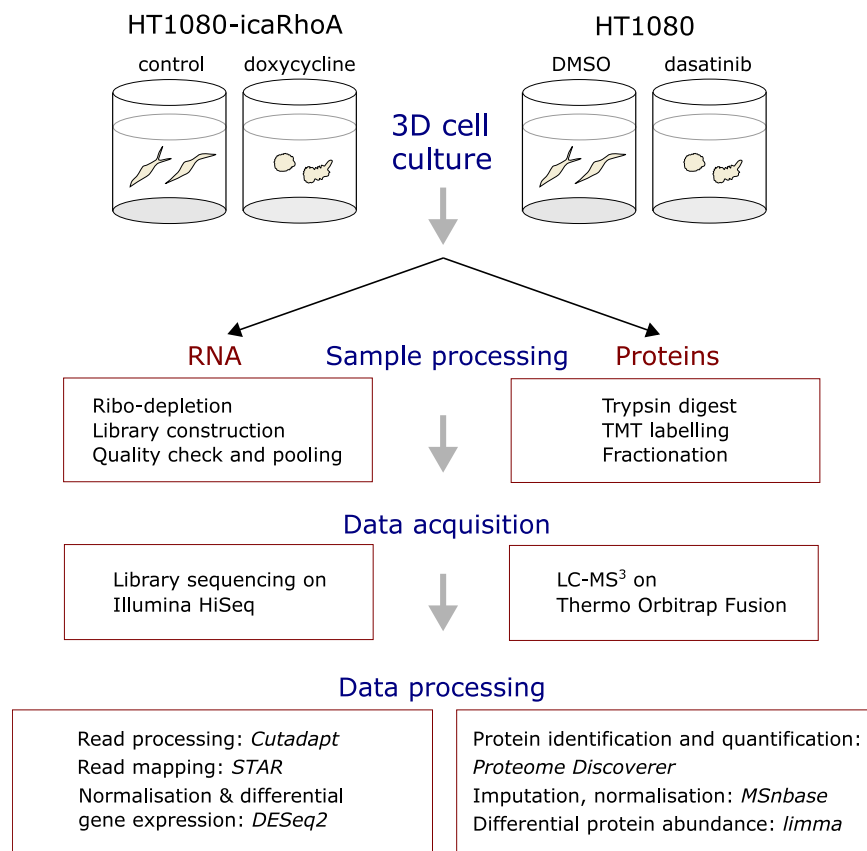 HT1080-icaRhoA
HT1080
control
doxycycline
DMSO
dasatinib
3D cell
culture
RNA
Sample processing
Proteins
Ribo-depletion
Library construction
Quality check and pooling
Trypsin digest
TMT labelling
Fractionation
Data acquisition
Library sequencing on
Illumina HiSeq
LC-MS³ on
Thermo Orbitrap Fusion
Data processing
Read processing: Cutadapt
Read mapping: STAR
Normalisation & differential
gene expression: DESeq2
Protein identification and quantification:
Proteome Discoverer
Imputation, normalisation: MSnbase
Differential protein abundance: limma